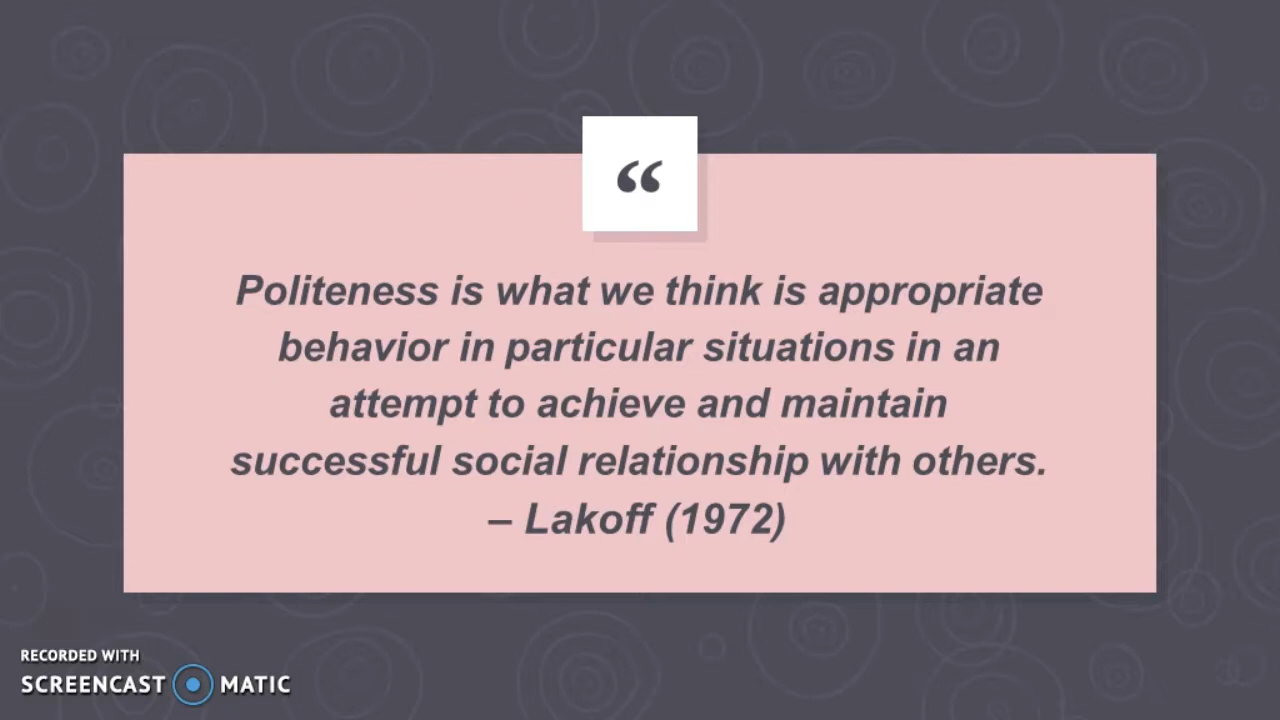 “
Politeness is what we think is appropriate
behavior in particular situations in an
attempt to achieve and maintain
successful social relationship with others.
– Lakoff (1972)
RECORDED WITH
SCREENCAST MATIC